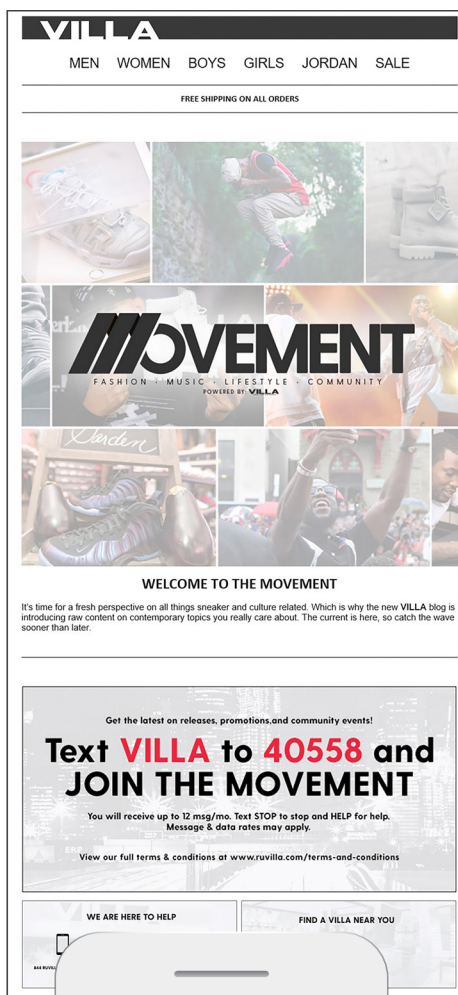 VILLA
MEN WOMEN BOYS GIRLS JORDAN SALE
FREE SHIPPING ON ALL ORDERS
Garden
MOVEMENT
FASHION · MUSIC · LIFESTYLE · COMMUNITY
POWERED BY: VILLA
WELCOME TO THE MOVEMENT
It's time for a fresh perspective on all things sneaker and culture related. Which is why the new VILLA blog is
introducing raw content on contemporary topics you really care about. The current is here, so catch the wave
sooner than later.
Get the latest on releases, promotions,and community events!
Text VILLA to 40558 and
JOIN THE MOVEMENT
You will receive up to 12 msg/mo. Text STOP to stop and HELP for help.
Message & data rates may apply.
View our full terms & conditions at www.ruvilla.com/terms-and-conditions
WE ARE HERE TO HELP
FIND A VILLA NEAR YOU